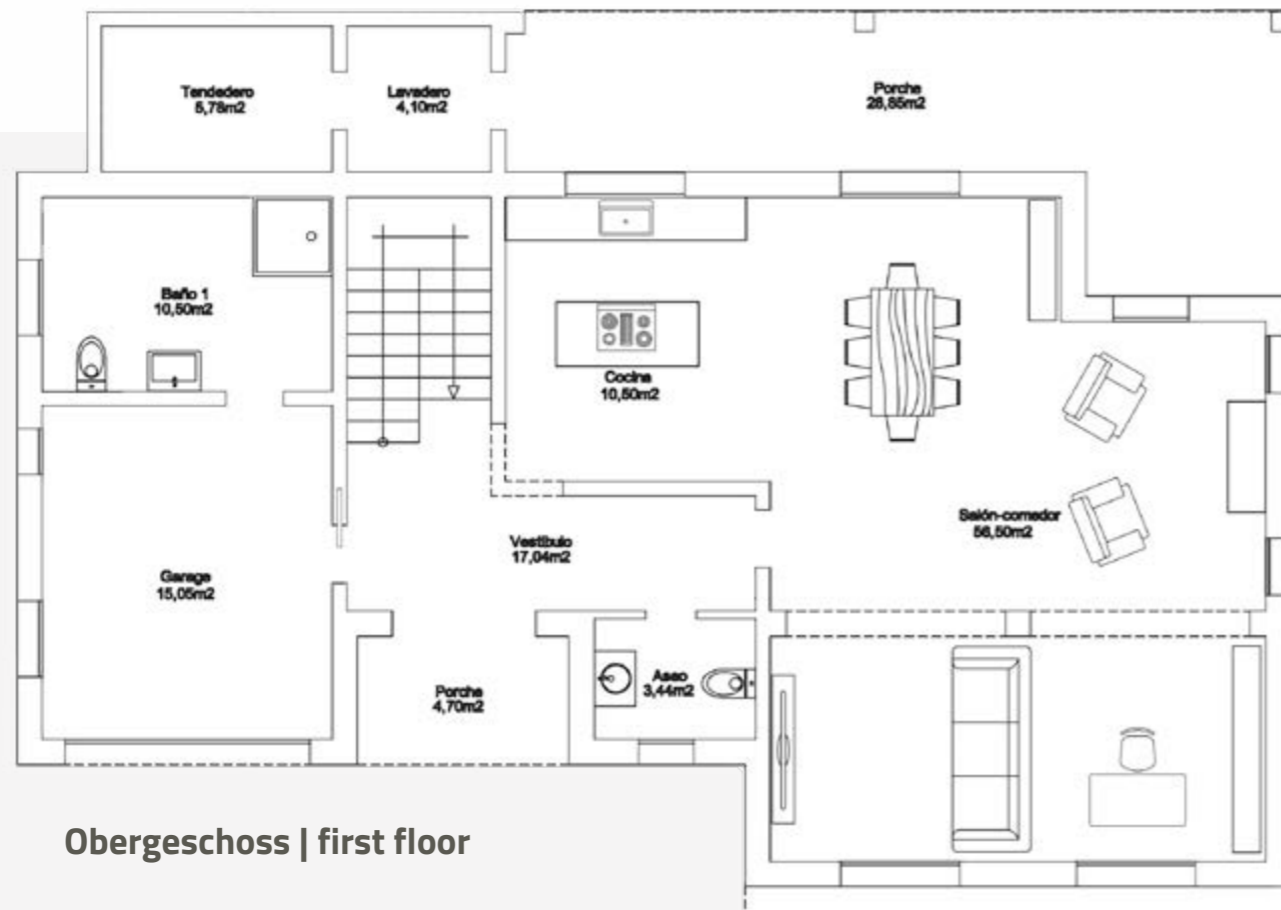 Tendedero
5,78m2
Lavadero
4,10m2
Porche
28,85m2
Baño 1
10,50m2
Cocina
10,50m2
Salón-comedor
56,50m2
Vestíbulo
17,04m2
Garage
15,05m2
Aseo
3,44m2
Porche
4,70m2
Obergeschoss | first floor